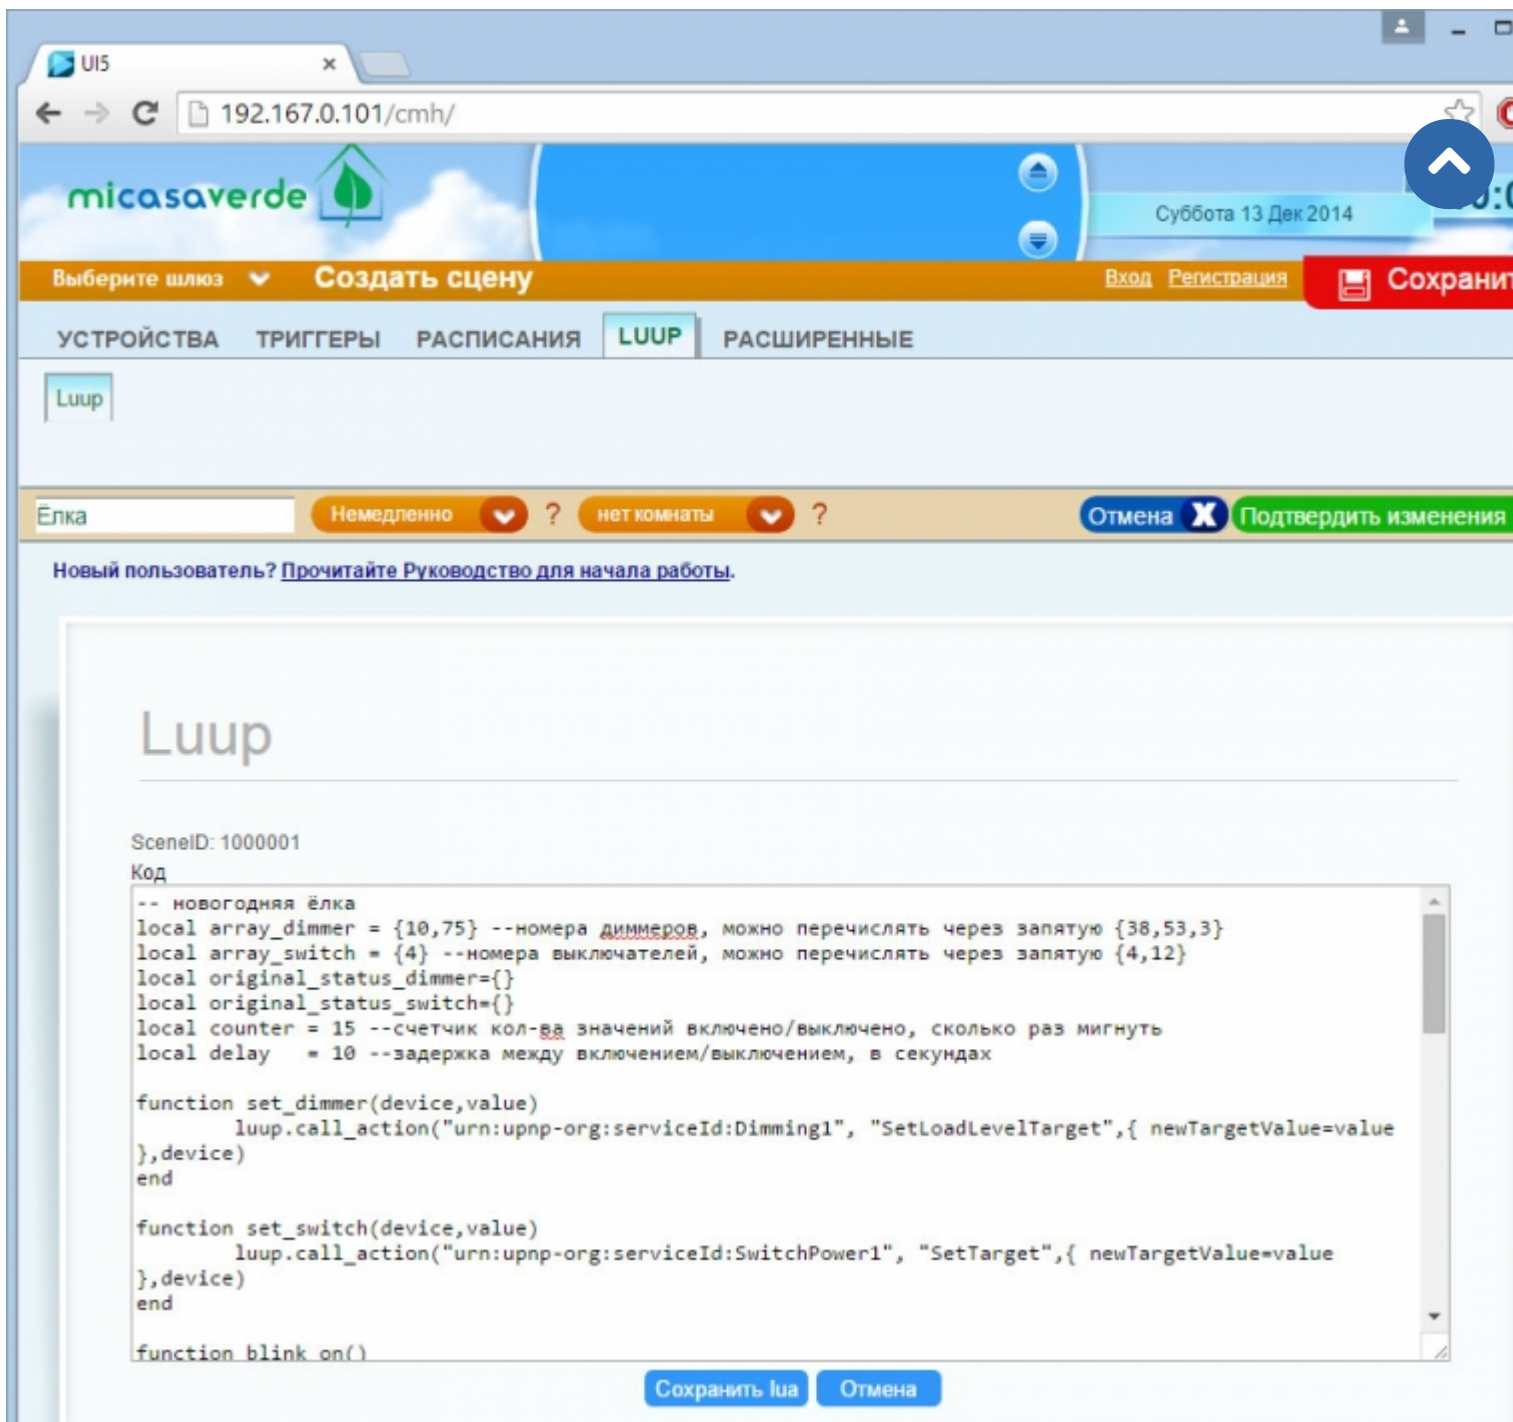 UI5
192.167.0.101/cmh/
micasaverde
Суббота 13 Дек 2014
Выберите шлюз Создать сцену Вход Регистрация
УСТРОЙСТВА ТРИГГЕРЫ РАСПИСАНИЯ LUUP РАСШИРЕННЫЕ
Luup
Ёлка Немедленно ? нет комнаты ? Отмена X Подтвердить изменения
Новый пользователь? Прочитайте Руководство для начала работы.
Luup
SceneID: 1000001
Код
-- новогодняя ёлка
local array_dimmer = {10,75} --номера диммеров, можно перечислять через запятую {38,53,3}
local array_switch = {4} --номера выключателей, можно перечислять через запятую {4,12}
local original_status_dimmer={}
local original_status_switch={}
local counter = 15 --счетчик кол-ва значений включено/выключено, сколько раз мигнуть
local delay   = 10 --задержка между включением/выключением, в секундах
function set_dimmer(device,value)
luup.call_action("urn:upnp-org:serviceId:Dimming1", "SetLoadLevelTarget",{ newTargetValue=value
},device)
end
function set_switch(device,value)
luup.call_action("urn:upnp-org:serviceId:SwitchPower1", "SetTarget",{ newTargetValue=value
},device)
end
function blink_on()
Сохранить lua Отмена